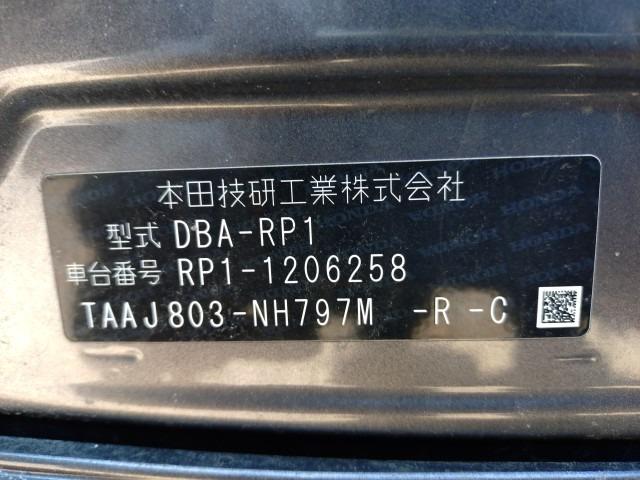 本田技研工業株式会社
型式 DBA-RP1
車台番号 RP1-1206258
TAAJ803-NH797M -R -C